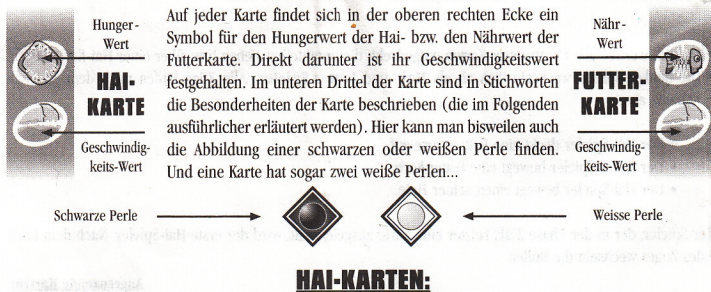 Hunger-
Wert
HAI-
KARTE
Geschwindig-
keits-Wert
Auf jeder Karte findet sich in der oberen rechten Ecke ein
Symbol für den Hungerwert der Hai- bzw. den Nährwert der
Futterkarte. Direkt darunter ist ihr Geschwindigkeitswert
festgehalten. Im unteren Drittel der Karte sind in Stichworten
die Besonderheiten der Karte beschrieben (die im Folgenden
ausführlicher erläutert werden). Hier kann man bisweilen auch
die Abbildung einer schwarzen oder weißen Perle finden.
Und eine Karte hat sogar zwei weiße Perlen...
Nähr-
Wert
FUTTER-
KARTE
Geschwindig-
keits-Wert
Schwarze Perle
Weisse Perle
HAI-KARTEN: